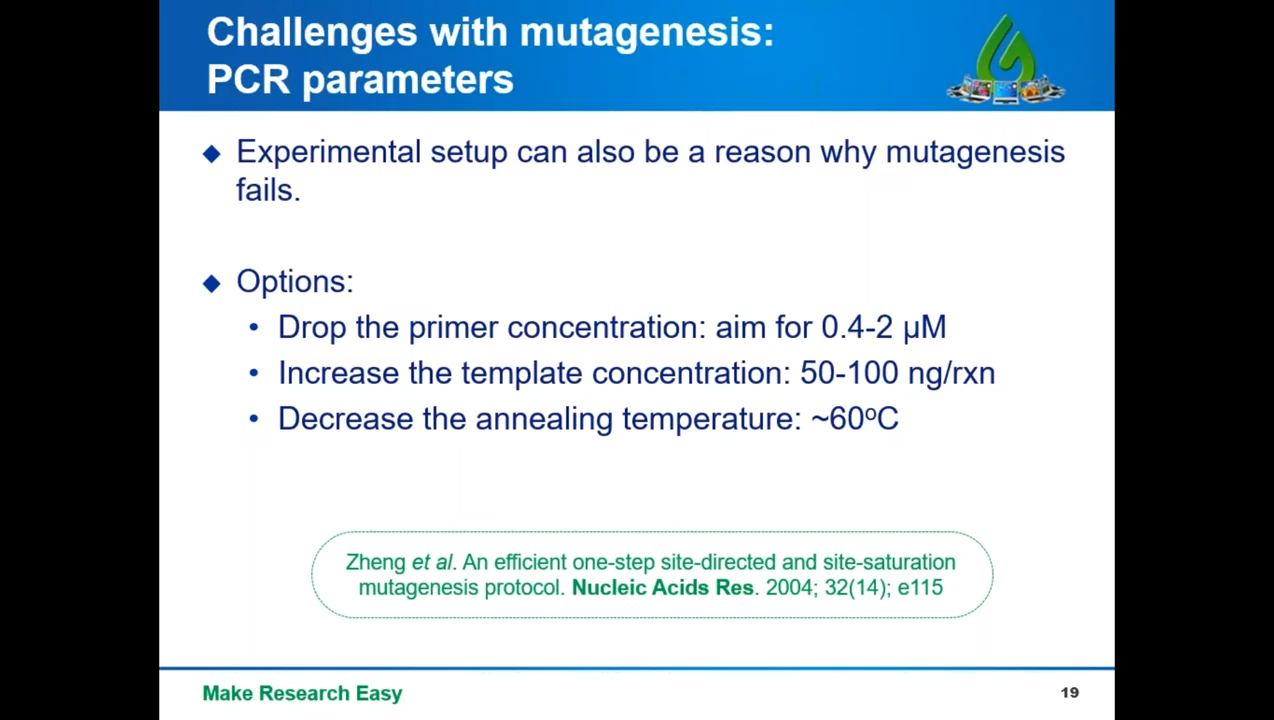 Challenges with mutagenesis:
PCR parameters
Experimental setup can also be a reason why mutagenesis
fails.
Options:
Drop the primer concentration: aim for 0.4-2 µM
Increase the template concentration: 50-100 ng/rxn
Decrease the annealing temperature: ~60ºC
Zheng et al. An efficient one-step site-directed and site-saturation
mutagenesis protocol. Nucleic Acids Res. 2004; 32(14); e115
Make Research Easy
19